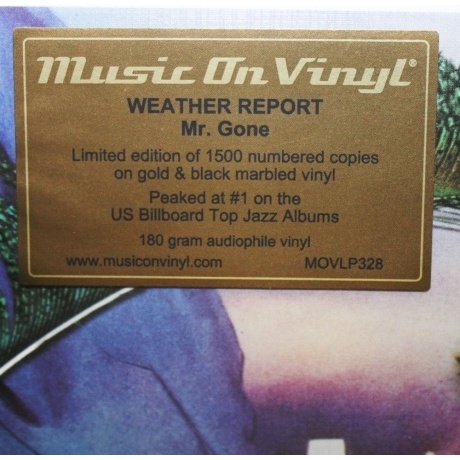 Music On Vinyl®
WEATHER REPORT
Mr. Gone
Limited edition of 1500 numbered copies
on gold & black marbled vinyl
Peaked at #1 on the
US Billboard Top Jazz Albums
180 gram audiophile vinyl
www.musiconvinyl.com MOVLP328